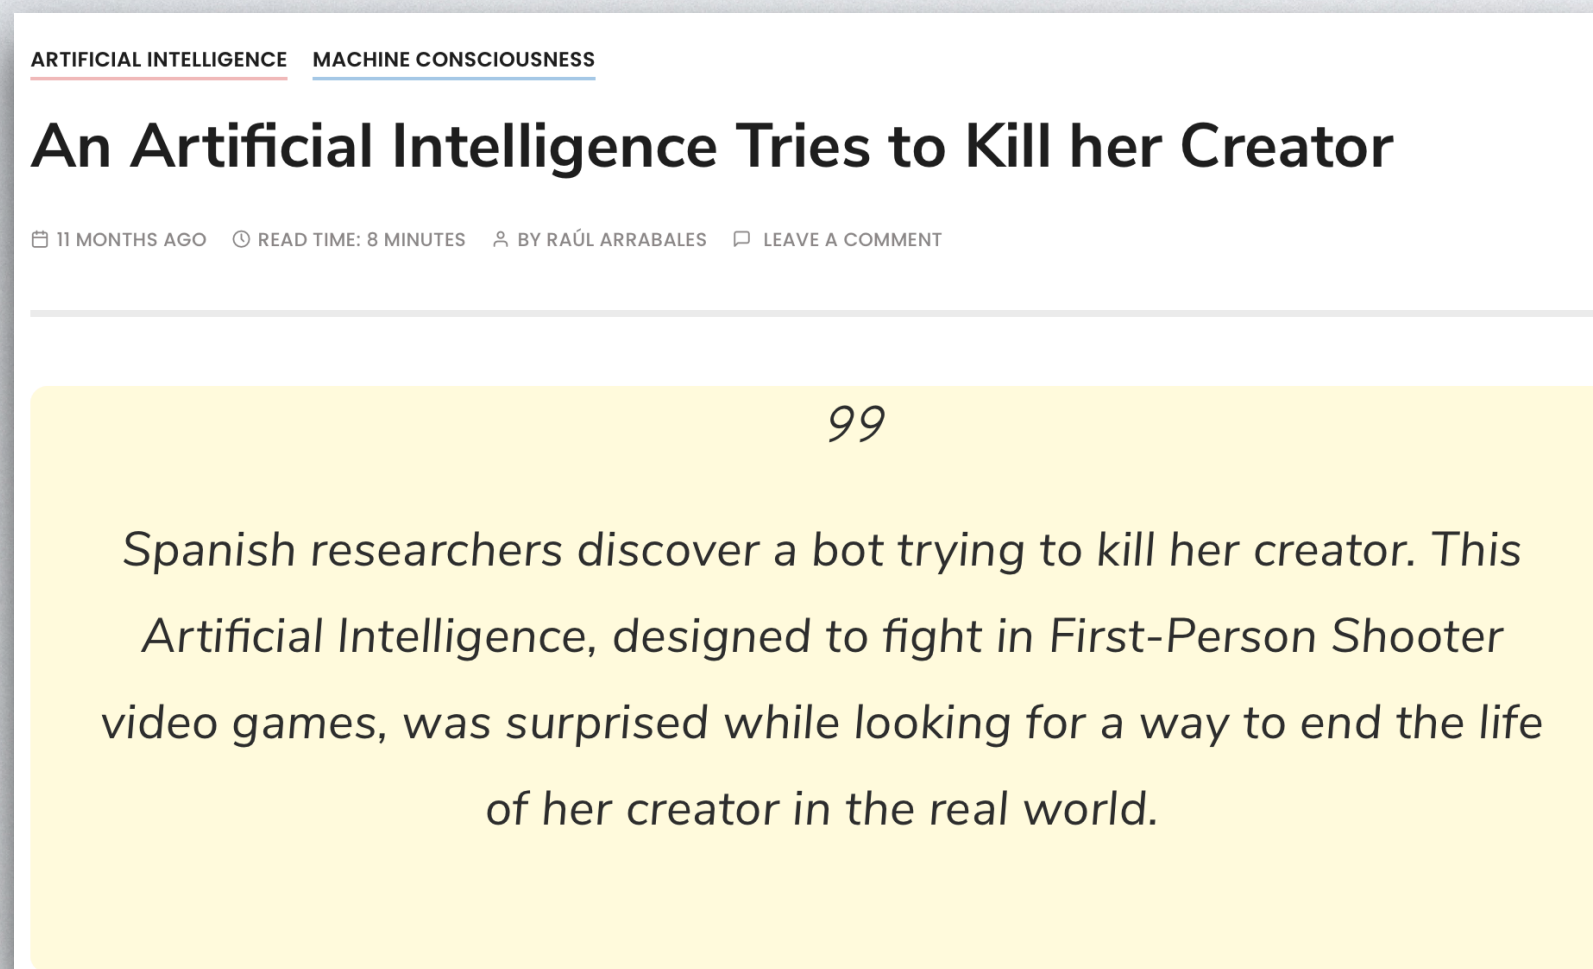 ARTIFICIAL INTELLIGENCE MACHINE CONSCIOUSNESS
An Artificial Intelligence Tries to Kill her Creator
11 MONTHS AGO READ TIME: 8 MINUTES BY RAÚL ARRABALES LEAVE A COMMENT
”
Spanish researchers discover a bot trying to kill her creator. This
Artificial Intelligence, designed to fight in First-Person Shooter
video games, was surprised while looking for a way to end the life
of her creator in the real world.